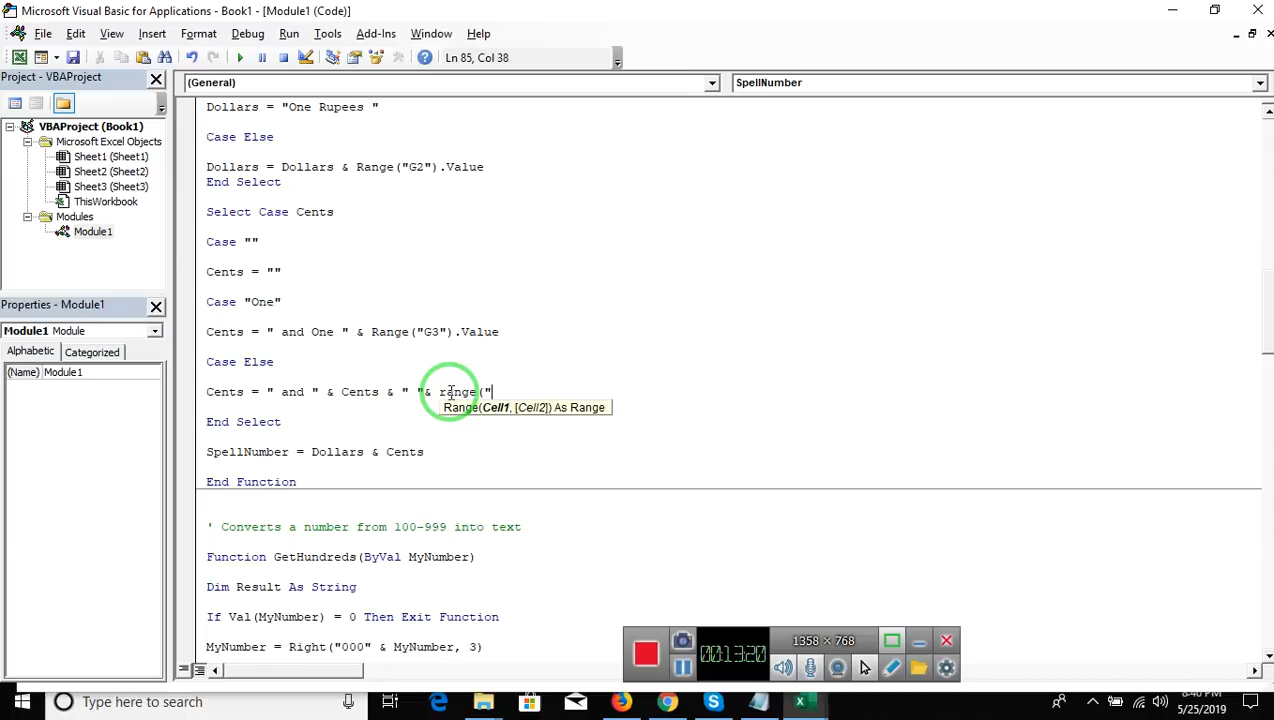 Microsoft Visual Basic for Applications - Book1 - [Module1 (Code)]
File Edit View Insert Format Debug Run Tools Add-Ins Window Help
Ln 85, Col 38
Project - VBAProject
(General) SpellNumber
VBAProject (Book1)
Microsoft Excel Objects
Sheet1 (Sheet1)
Sheet2 (Sheet2)
Sheet3 (Sheet3)
ThisWorkbook
Modules
Module1
Properties - Module1
Module1 Module
Alphabetic Categorized
(Name) Module1
Dollars = "One Rupees "
Case Else
Dollars = Dollars & Range("G2").Value
End Select
Select Case Cents
Case ""
Cents = ""
Case "One"
Cents = " and One " & Range("G3").Value
Case Else
Cents = " and " & Cents & " "& range("
Range(Cell1, [Cell2]) As Range
End Select
SpellNumber = Dollars & Cents
End Function
' Converts a number from 100-999 into text
Function GetHundreds(ByVal MyNumber)
Dim Result As String
If Val(MyNumber) = 0 Then Exit Function
MyNumber = Right("000" & MyNumber, 3)
00:13:20
1358 × 768
Type here to search
8:40 PM
5/25/2019